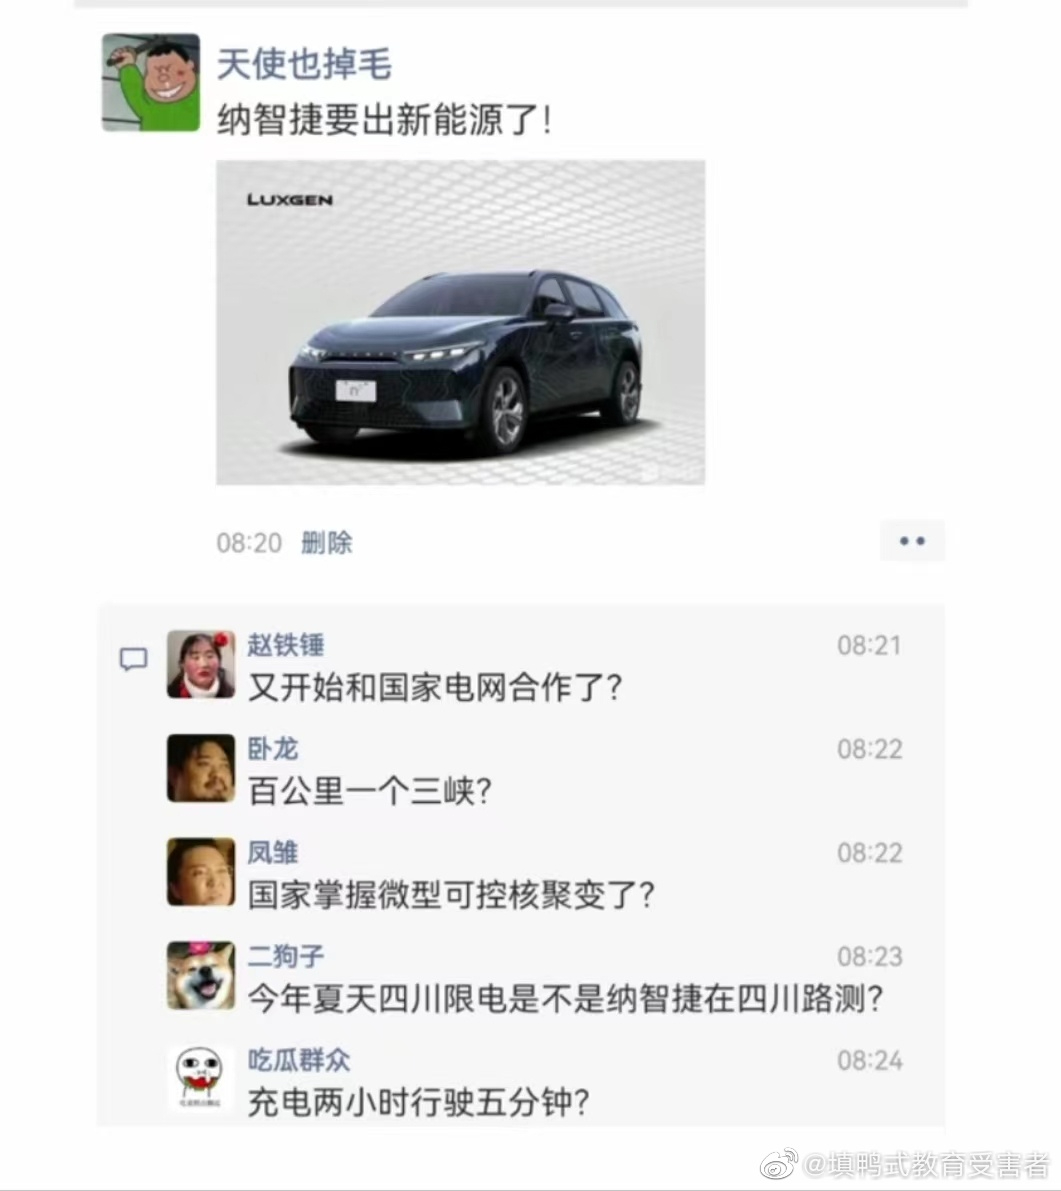 天使也掉毛
纳智捷要出新能源了!
LUXGEN
08:20 删除
赵铁锤 08:21
又开始和国家电网合作了?
卧龙 08:22
百公里一个三峡?
凤雏 08:22
国家掌握微型可控核聚变了?
二狗子 08:23
今年夏天四川限电是不是纳智捷在四川路测?
吃瓜群众 08:24
充电两小时行驶五分钟?
@填鸭式教育受害者